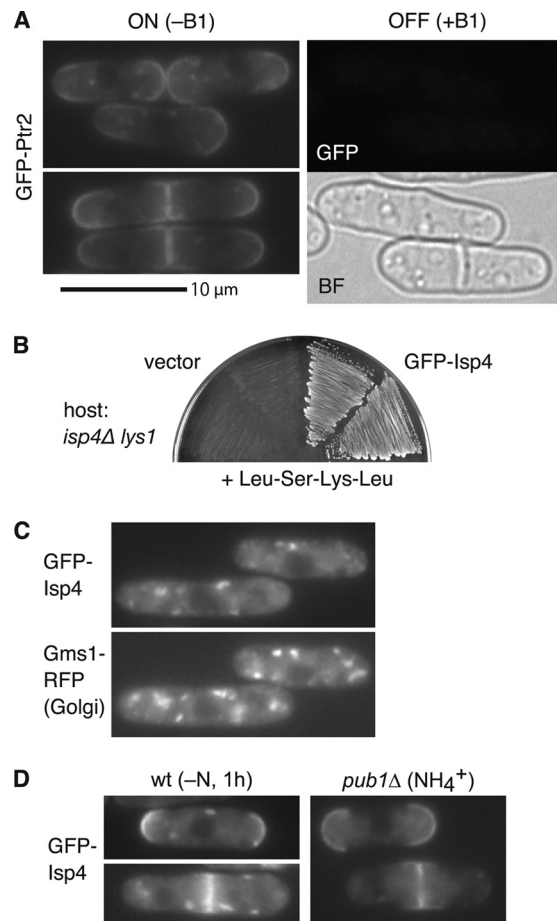 A
ON (–B1)
OFF (+B1)
GFP-Ptr2
GFP
BF
10 µm
B
vector
GFP-Isp4
host:
isp4Δ lys1
+ Leu-Ser-Lys-Leu
C
GFP-
Isp4
Gms1-
RFP
(Golgi)
D
wt (–N, 1h)
pub1Δ (NH₄⁺)
GFP-
Isp4